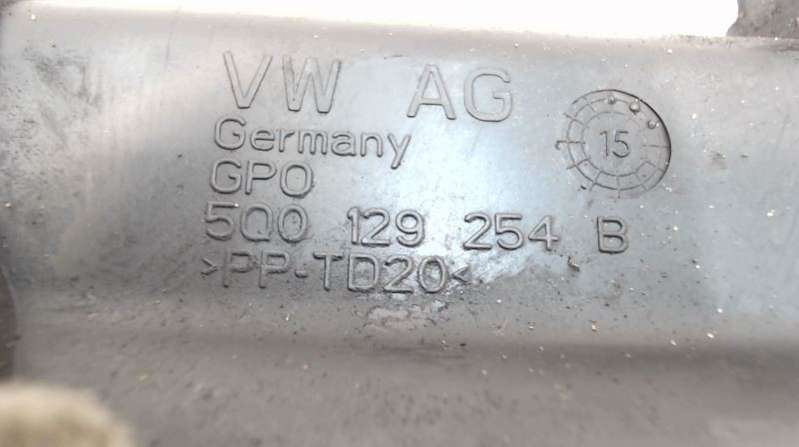 VW AG
Germany
15
GPO
5Q0 129 254 B
>PP-TD20<